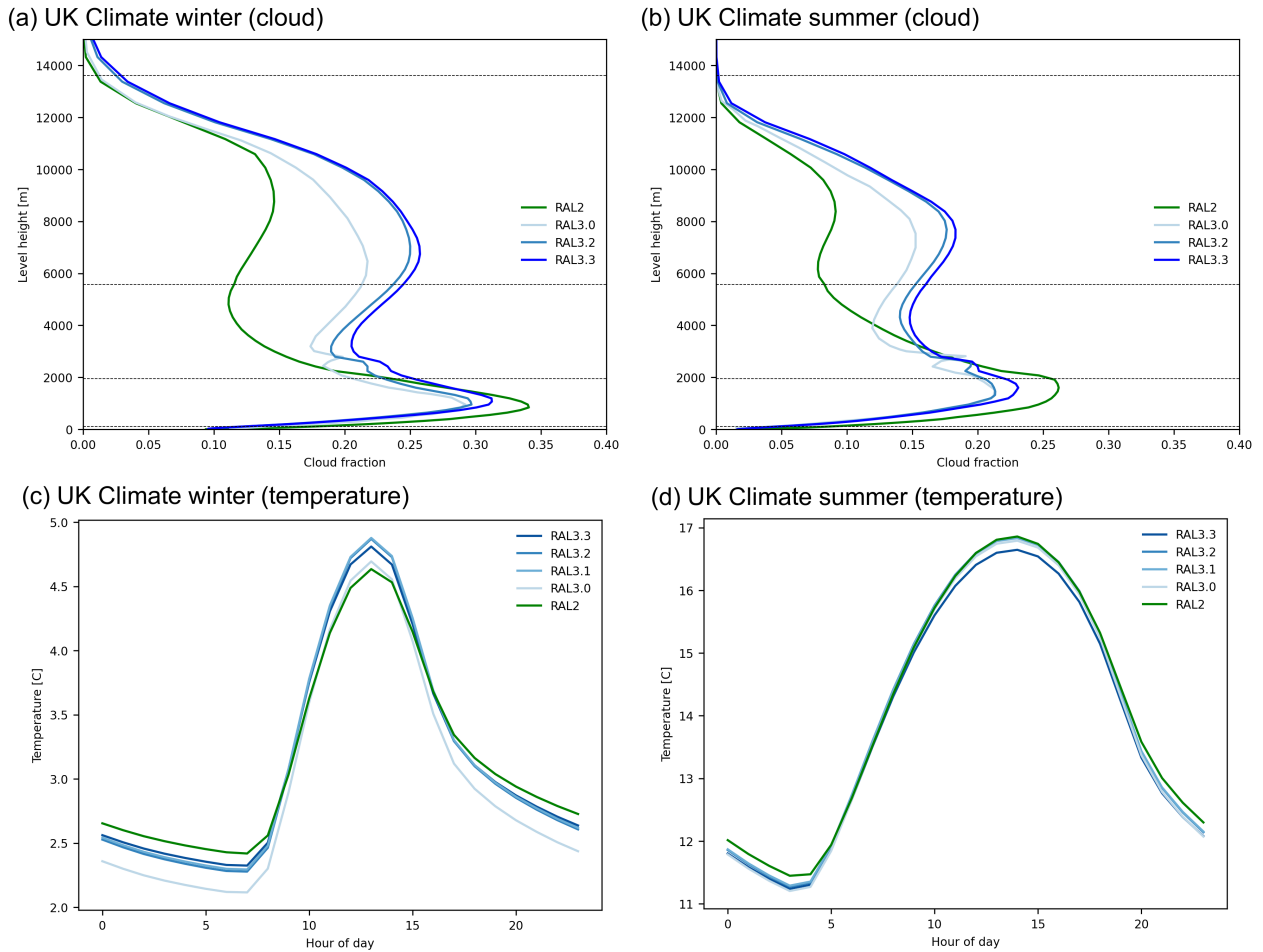 (a) UK Climate winter (cloud)
14000
12000
10000
8000
6000
4000
2000
0
Level height [m]
RAL2
RAL3.0
RAL3.2
RAL3.3
0.00 0.05 0.10 0.15 0.20 0.25 0.30 0.35 0.40
Cloud fraction
(b) UK Climate summer (cloud)
14000
12000
10000
8000
6000
4000
2000
0
Level height [m]
RAL2
RAL3.0
RAL3.2
RAL3.3
0.00 0.05 0.10 0.15 0.20 0.25 0.30 0.35 0.40
Cloud fraction
(c) UK Climate winter (temperature)
5.0
4.5
4.0
3.5
3.0
2.5
2.0
Temperature [C]
RAL3.3
RAL3.2
RAL3.1
RAL3.0
RAL2
0 5 10 15 20
Hour of day
(d) UK Climate summer (temperature)
17
16
15
14
13
12
11
Temperature [C]
RAL3.3
RAL3.2
RAL3.1
RAL3.0
RAL2
0 5 10 15 20
Hour of day